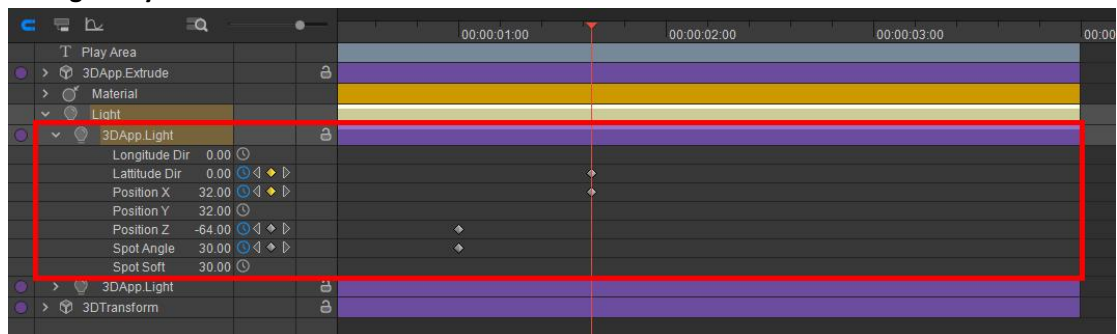 00:00:01:00 00:00:02:00 00:00:03:00 00:00
T Play Area
3DApp.Extrude
Material
Light
3DApp.Light
Longitude Dir 0.00
Lattitude Dir 0.00
Position X 32.00
Position Y 32.00
Position Z -64.00
Spot Angle 30.00
Spot Soft 30.00
3DApp.Light
3DTransform